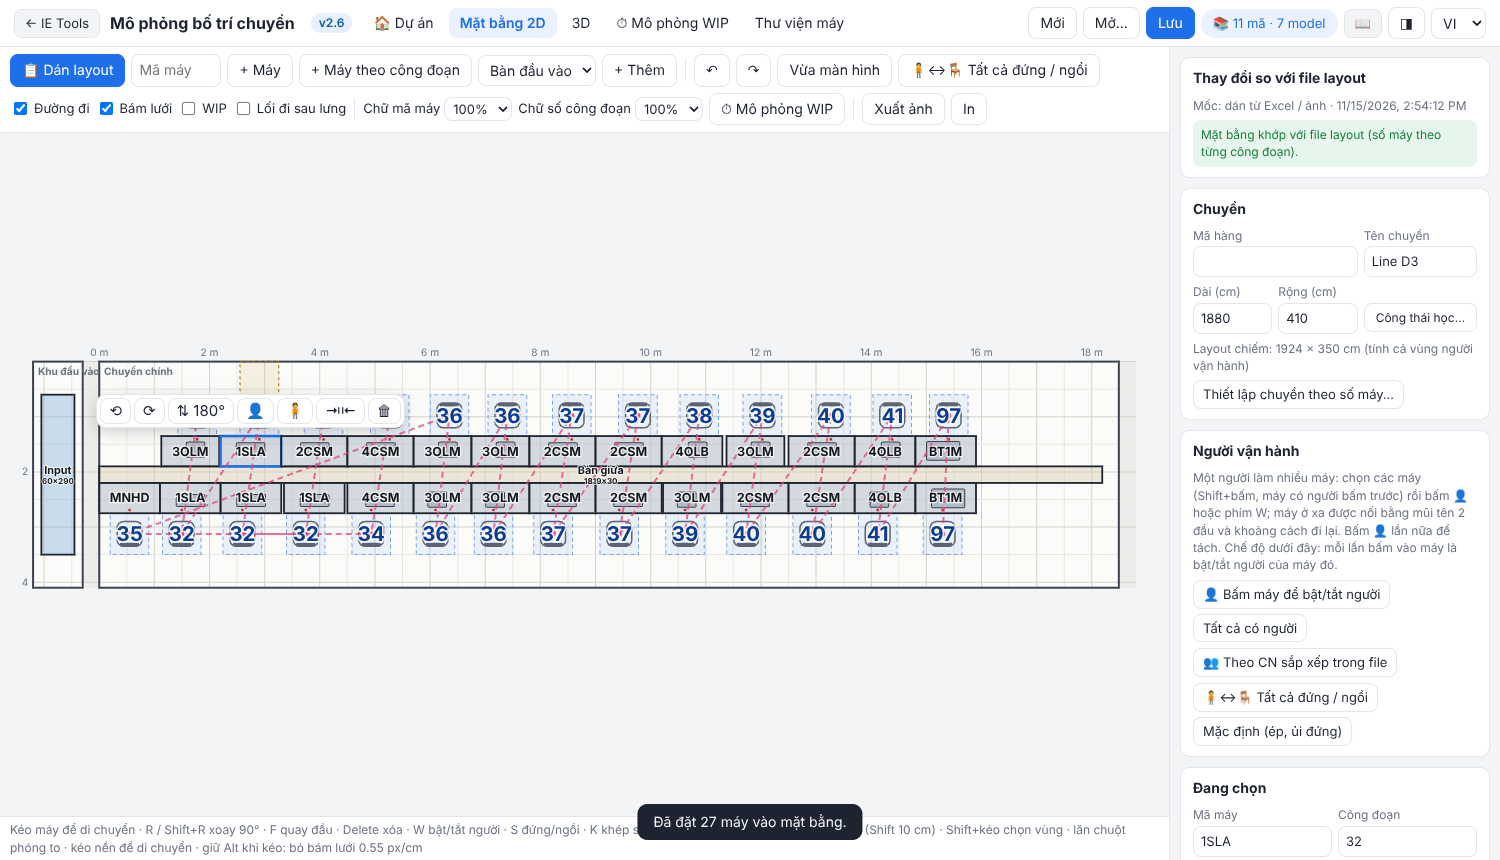 ← IE Tools
Mô phỏng bố trí chuyền
v2.6
🏠 Dự án
Mặt bằng 2D
3D
⏱ Mô phỏng WIP
Thư viện máy
Mới
Mở...
Lưu
📚 11 mã · 7 model
VI
📋 Dán layout
Mã máy
+ Máy
+ Máy theo công đoạn
Bàn đầu vào
+ Thêm
↶
↷
Vừa màn hình
🧍↔🪑 Tất cả đứng / ngồi
Đường đi
Bám lưới
WIP
Lối đi sau lưng
Chữ mã máy
100%
Chữ số công đoạn
100%
⏱ Mô phỏng WIP
Xuất ảnh
In
0 m 2 m 4 m 6 m 8 m 10 m 12 m 14 m 16 m 18 m
Khu đầu vào Chuyền chính
⟲ ⟳ ⇅ 180°
36 36 37 37 38 39 40 41 97
3OLM 1SLA 2CSM 4CSM 3OLM 3OLM 2CSM 2CSM 4OLB 3OLM 2CSM 4OLB BT1M
2
Input
60×290
Bàn giữa
1819×30
MNHD 1SLA 1SLA 1SLA 4CSM 3OLM 3OLM 2CSM 2CSM 3OLM 2CSM 2CSM 4OLB BT1M
35 32 32 32 34 36 36 37 37 39 40 40 41 97
4
Kéo máy để di chuyển · R / Shift+R xoay 90° · F quay đầu · Delete xóa · W bật/tắt người · S đứng/ngồi · K khép s
(Shift 10 cm) · Shift+kéo chọn vùng · lăn chuột
phóng to · kéo nền để di chuyển · giữ Alt khi kéo: bỏ bám lưới 0.55 px/cm
Đã đặt 27 máy vào mặt bằng.
Thay đổi so với file layout
Mốc: dán từ Excel / ảnh · 11/15/2026, 2:54:12 PM
Mặt bằng khớp với file layout (số máy theo
từng công đoạn).
Chuyền
Mã hàng
Tên chuyền
Line D3
Dài (cm)
Rộng (cm)
1880
410
Công thái học...
Layout chiếm: 1924 × 350 cm (tính cả vùng người
vận hành)
Thiết lập chuyền theo số máy...
Người vận hành
Một người làm nhiều máy: chọn các máy
(Shift+bấm, máy có người bấm trước) rồi bấm 👤
hoặc phím W; máy ở xa được nối bằng mũi tên 2
đầu và khoảng cách đi lại. Bấm 👤 lần nữa để
tách. Chế độ dưới đây: mỗi lần bấm vào máy là
bật/tắt người của máy đó.
👤 Bấm máy để bật/tắt người
Tất cả có người
👥 Theo CN sắp xếp trong file
🧍↔🪑 Tất cả đứng / ngồi
Mặc định (ép, ủi đứng)
Đang chọn
Mã máy
Công đoạn
1SLA
32